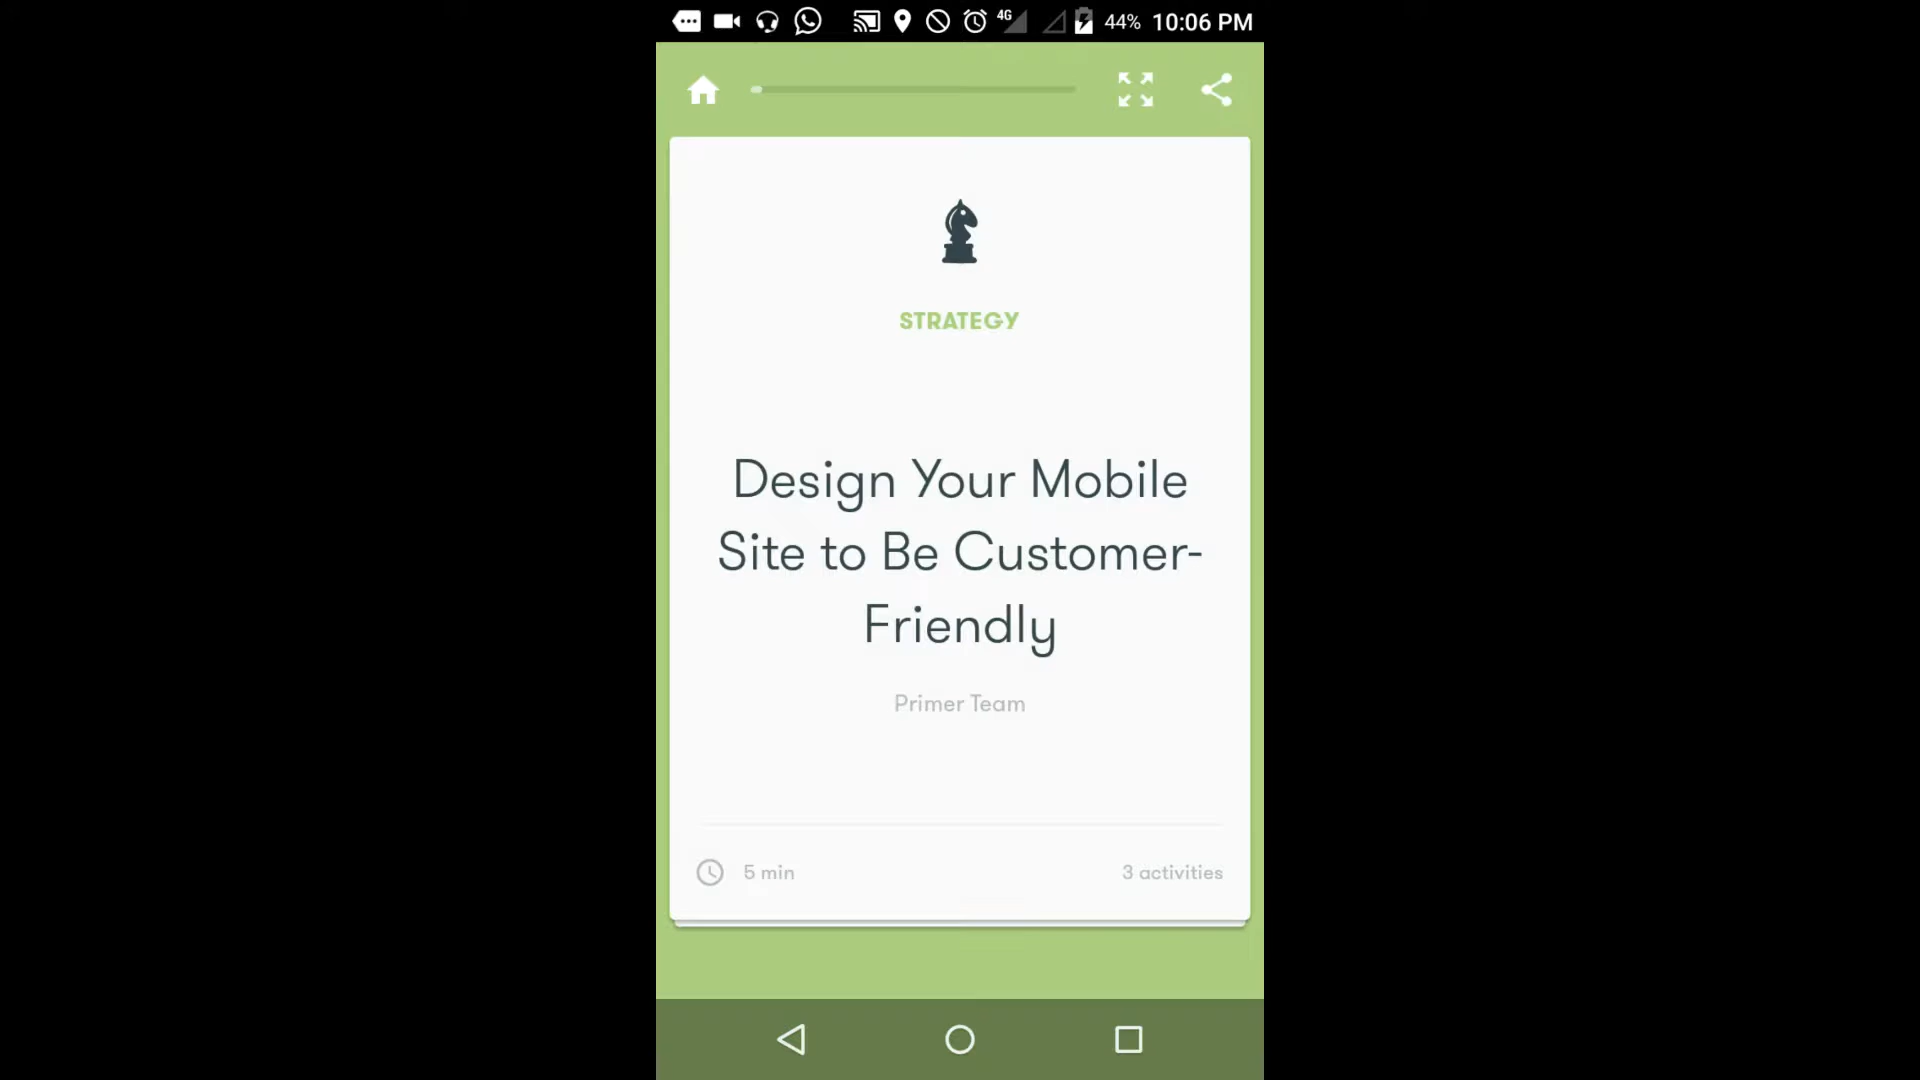 4G 44% 10:06 PM
STRATEGY
Design Your Mobile
Site to Be Customer-
Friendly
Primer Team
5 min 3 activities